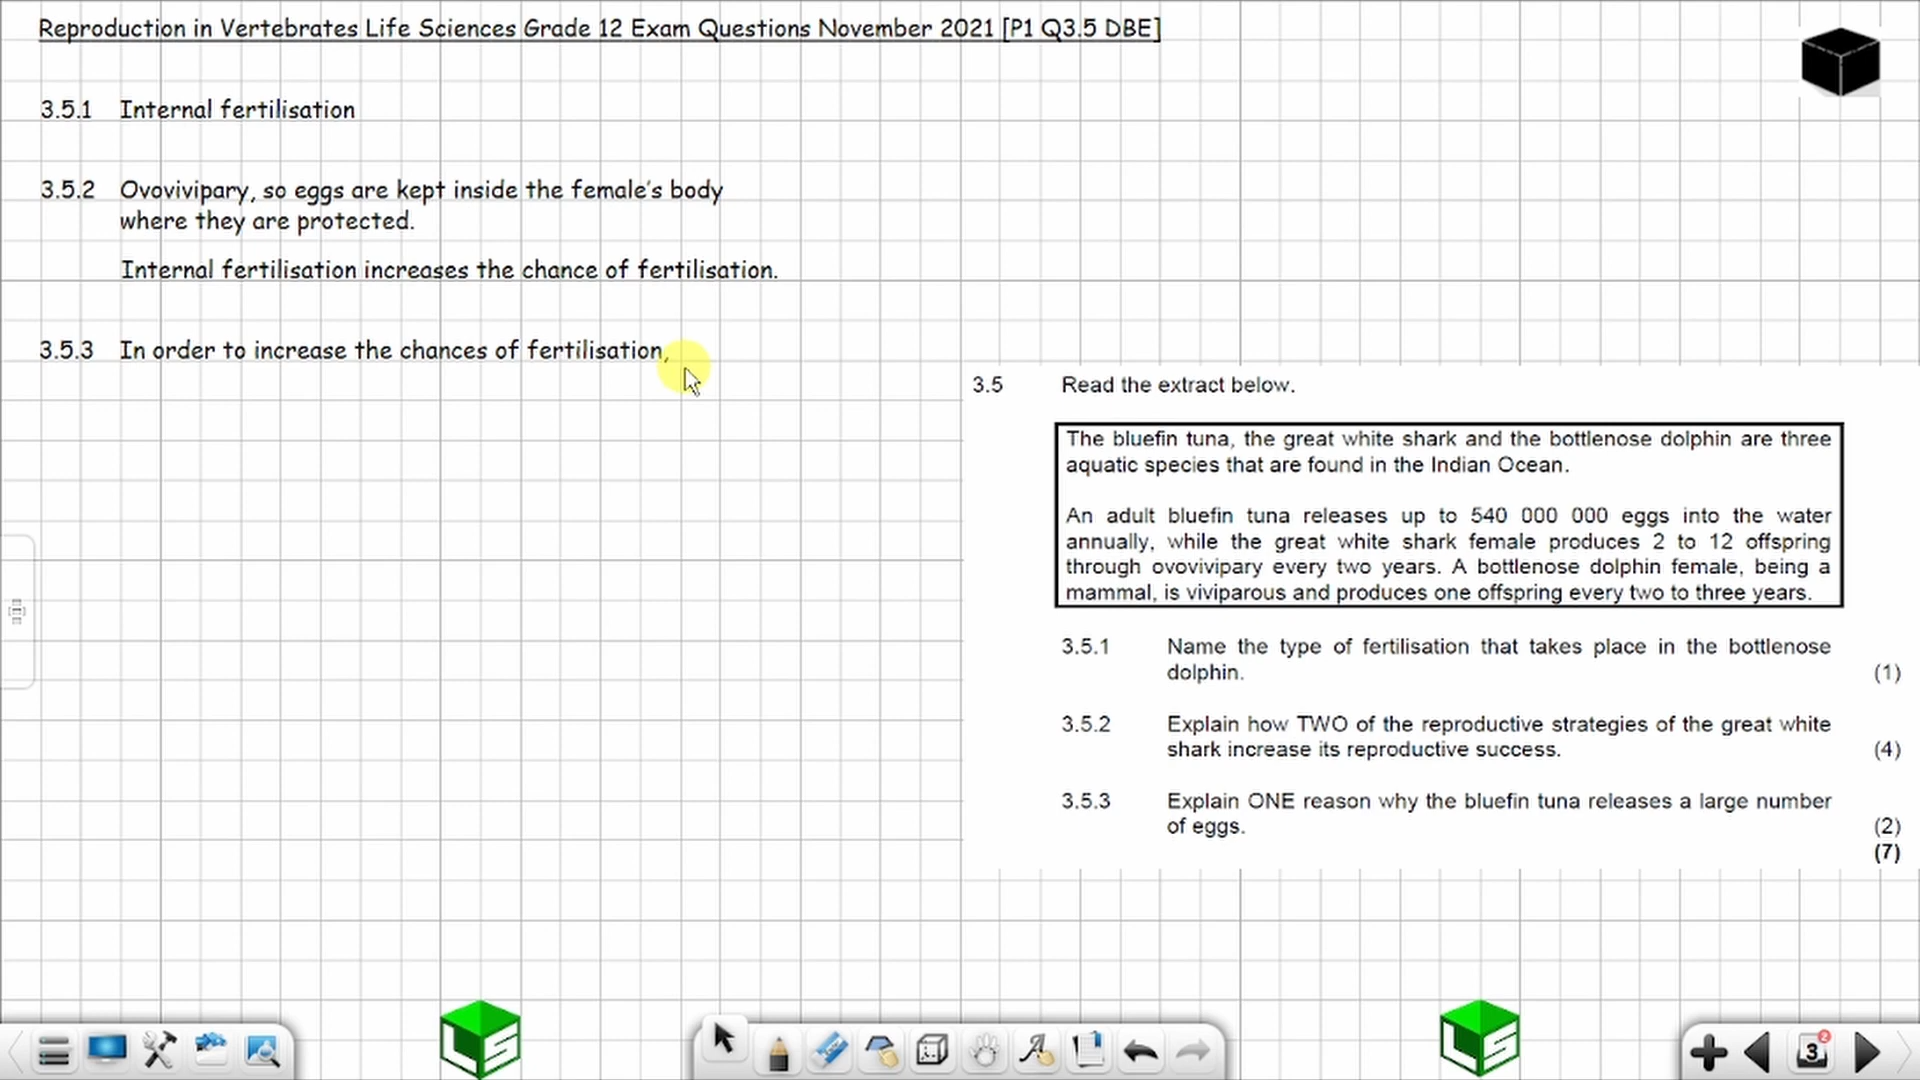 Reproduction in Vertebrates Life Sciences Grade 12 Exam Questions November 2021 [P1 Q3.5 DBE]
3.5.1 Internal fertilisation
3.5.2 Ovovivipary, so eggs are kept inside the female's body
where they are protected.
Internal fertilisation increases the chance of fertilisation.
3.5.3 In order to increase the chances of fertilisation,
3.5 Read the extract below.
The bluefin tuna, the great white shark and the bottlenose dolphin are three
aquatic species that are found in the Indian Ocean.
An adult bluefin tuna releases up to 540 000 000 eggs into the water
annually, while the great white shark female produces 2 to 12 offspring
through ovovivipary every two years. A bottlenose dolphin female, being a
mammal, is viviparous and produces one offspring every two to three years.
3.5.1 Name the type of fertilisation that takes place in the bottlenose
dolphin. (1)
3.5.2 Explain how TWO of the reproductive strategies of the great white
shark increase its reproductive success. (4)
3.5.3 Explain ONE reason why the bluefin tuna releases a large number
of eggs. (2)
(7)
LS
LS
3
2